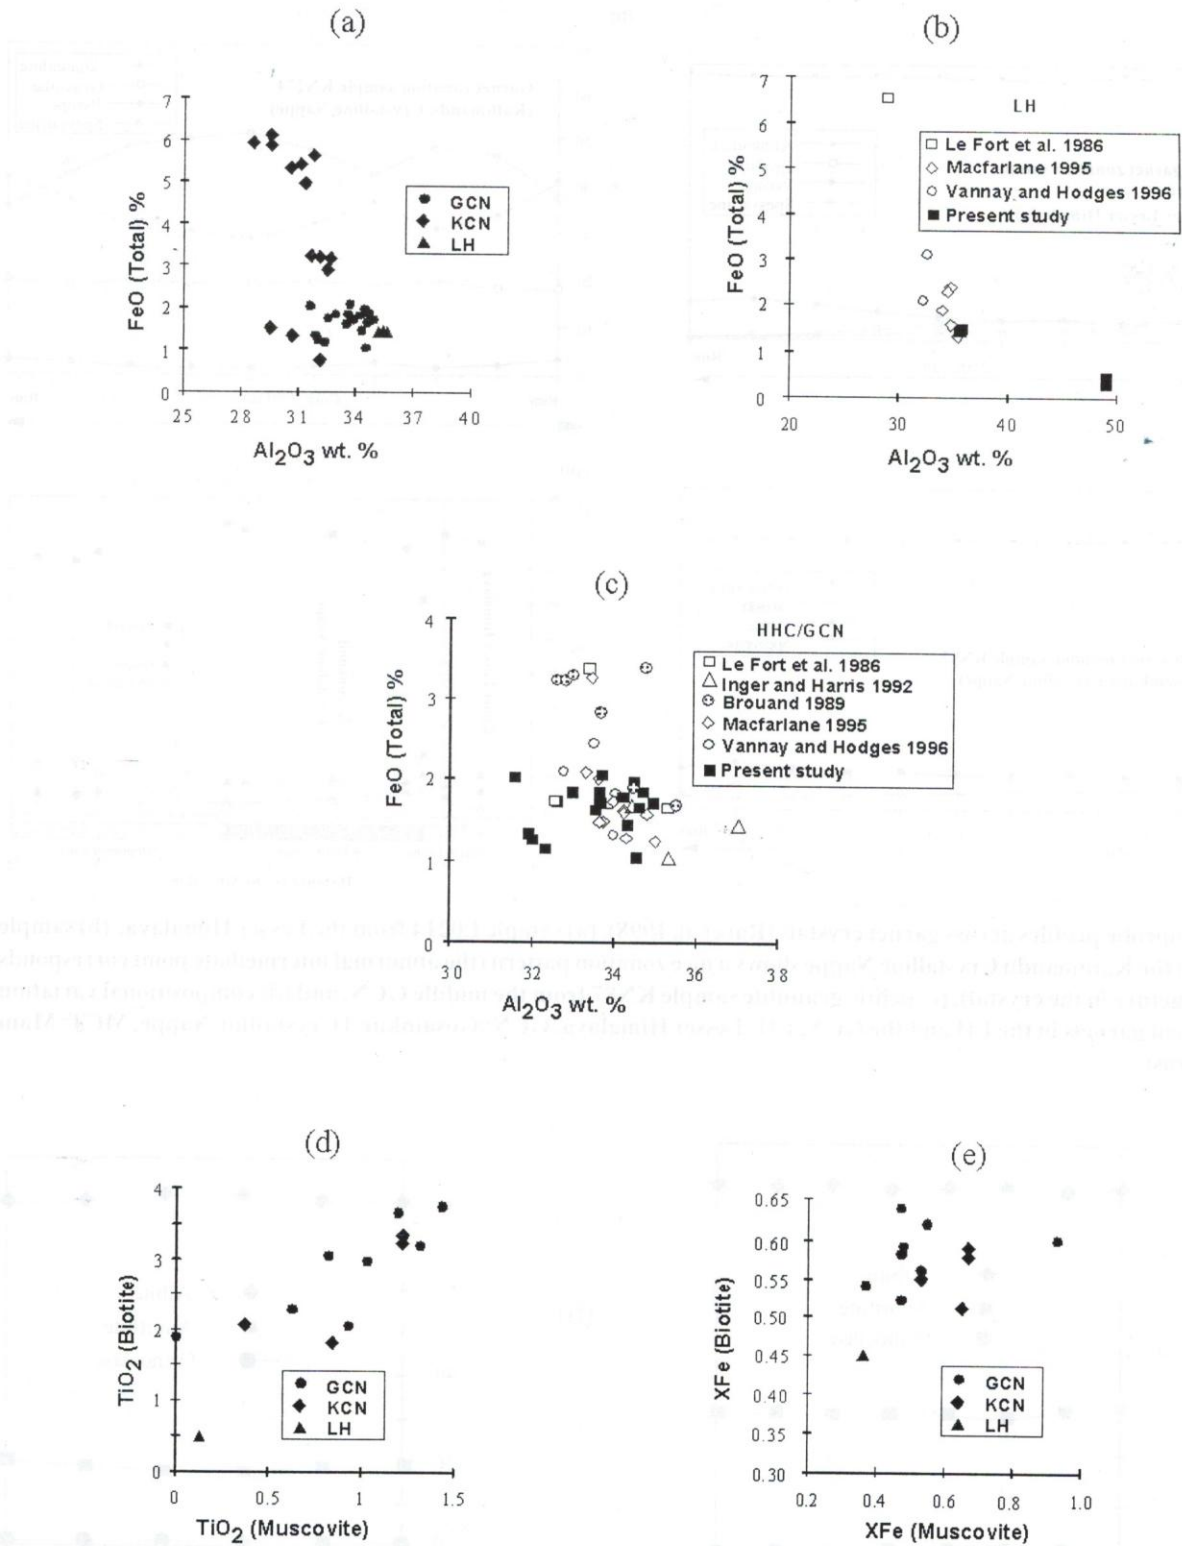 (a)
FeO (Total) %
7
6
5
4
3
2
1
0
25 28 31 34 37 40
Al2O3 wt. %
GCN
KCN
LH
(b)
FeO (Total) %
7
6
5
4
3
2
1
0
20 30 40 50
Al2O3 wt. %
LH
Le Fort et al. 1986
Macfarlane 1995
Vannay and Hodges 1996
Present study
(c)
FeO (Total) %
4
3
2
1
0
30 32 34 36 38
Al2O3 wt. %
HHC/GCN
Le Fort et al. 1986
Inger and Harris 1992
Brouand 1989
Macfarlane 1995
Vannay and Hodges 1996
Present study
(d)
TiO2 (Biotite)
4
3
2
1
0
0 0.5 1 1.5
TiO2 (Muscovite)
GCN
KCN
LH
(e)
XFe (Biotite)
0.65
0.60
0.55
0.50
0.45
0.40
0.35
0.30
0.2 0.4 0.6 0.8 1.0
XFe (Muscovite)
GCN
KCN
LH